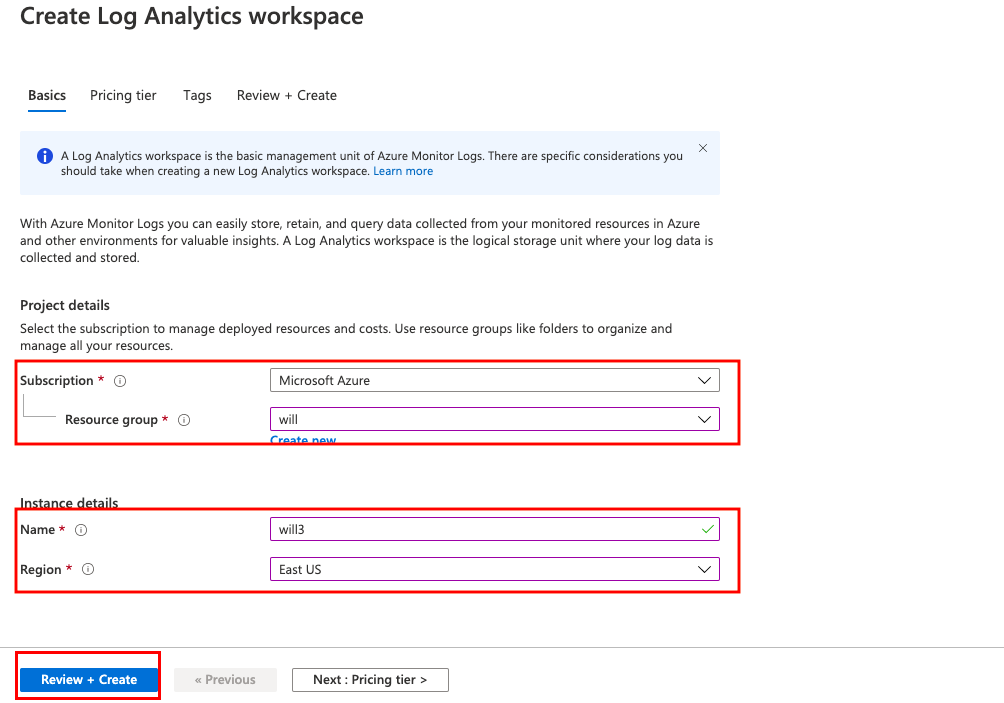 Create Log Analytics workspace
Basics Pricing tier Tags Review + Create
A Log Analytics workspace is the basic management unit of Azure Monitor Logs. There are specific considerations you
should take when creating a new Log Analytics workspace. Learn more
With Azure Monitor Logs you can easily store, retain, and query data collected from your monitored resources in Azure
and other environments for valuable insights. A Log Analytics workspace is the logical storage unit where your log data is
collected and stored.
Project details
Select the subscription to manage deployed resources and costs. Use resource groups like folders to organize and
manage all your resources.
Subscription * Microsoft Azure
Resource group * will
Create new
Instance details
Name * will3
Region * East US
Review + Create « Previous Next : Pricing tier >